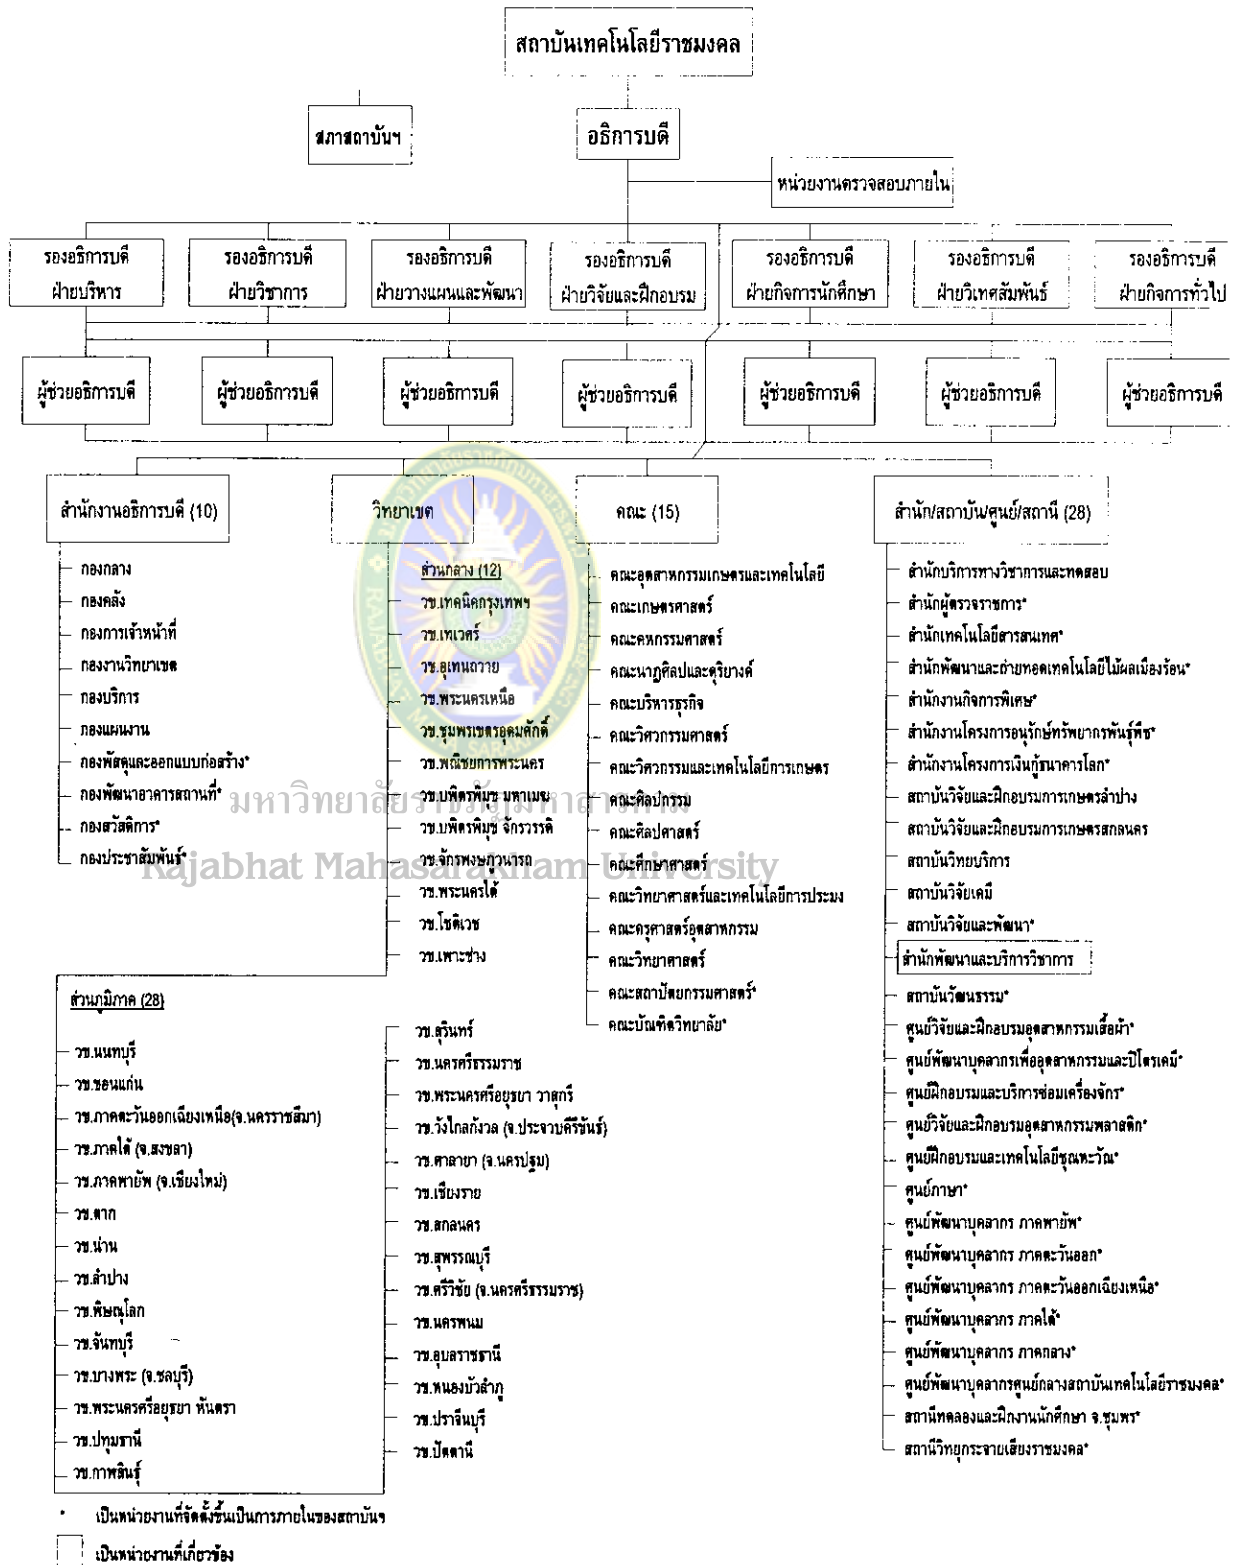 สถาบันเทคโนโลยีราชมงคล
สภาสถาบันฯ
อธิการบดี
หน่วยงานตรวจสอบภายใน
รองอธิการบดี
ฝ่ายบริหาร
รองอธิการบดี
ฝ่ายวิชาการ
รองอธิการบดี
ฝ่ายวางแผนและพัฒนา
รองอธิการบดี
ฝ่ายวิจัยและฝึกอบรม
รองอธิการบดี
ฝ่ายกิจการนักศึกษา
รองอธิการบดี
ฝ่ายวิเทศสัมพันธ์
รองอธิการบดี
ฝ่ายกิจการทั่วไป
ผู้ช่วยอธิการบดี
ผู้ช่วยอธิการบดี
ผู้ช่วยอธิการบดี
ผู้ช่วยอธิการบดี
ผู้ช่วยอธิการบดี
ผู้ช่วยอธิการบดี
ผู้ช่วยอธิการบดี
สำนักงานอธิการบดี (10)
กองกลาง
กองคลัง
กองการเจ้าหน้าที่
กองงานวิทยาเขต
กองบริการ
กองแผนงาน
กองพัสดุและออกแบบก่อสร้าง*
กองพัฒนาอาคารสถานที่*
กองสวัสดิการ*
กองประชาสัมพันธ์*
วิทยาเขต
ส่วนกลาง (12)
วข.เทคนิคกรุงเทพฯ
วข.เทเวศร์
วข.อุเทนถวาย
วข.พระนครเหนือ
วข.ชุมพรเขตรอุดมศักดิ์
วข.พณิชยการพระนคร
วข.บพิตรพิมุข มหาเมฆ
วข.บพิตรพิมุข จักรวรรดิ
วข.จักรพงษภูวนารถ
วข.พระนครใต้
วข.โชติเวช
วข.เพาะช่าง
ส่วนภูมิภาค (28)
วข.นนทบุรี
วข.ขอนแก่น
วข.ภาคตะวันออกเฉียงเหนือ(จ.นครราชสีมา)
วข.ภาคใต้ (จ.สงขลา)
วข.ภาคพายัพ (จ.เชียงใหม่)
วข.ตาก
วข.น่าน
วข.ลำปาง
วข.พิษณุโลก
วข.จันทบุรี
วข.บางพระ (จ.ชลบุรี)
วข.พระนครศรีอยุธยา หันตรา
วข.ปทุมธานี
วข.กาฬสินธุ์
วข.สุรินทร์
วข.นครศรีธรรมราช
วข.พระนครศรีอยุธยา วาสุกรี
วข.วังไกลกังวล (จ.ประจวบคีรีขันธ์)
วข.ศาลายา (จ.นครปฐม)
วข.เชียงราย
วข.สกลนคร
วข.สุพรรณบุรี
วข.ศรีวิชัย (จ.นครศรีธรรมราช)
วข.นครพนม
วข.อุบลราชธานี
วข.หนองบัวลำภู
วข.ปราจีนบุรี
วข.ปัตตานี
คณะ (15)
คณะอุตสาหกรรมเกษตรและเทคโนโลยี
คณะเกษตรศาสตร์
คณะคหกรรมศาสตร์
คณะนาฏศิลปและดุริยางค์
คณะบริหารธุรกิจ
คณะวิศวกรรมศาสตร์
คณะวิศวกรรมและเทคโนโลยีการเกษตร
คณะศิลปกรรม
คณะศิลปศาสตร์
คณะศึกษาศาสตร์
คณะวิทยาศาสตร์และเทคโนโลยีการประมง
คณะครุศาสตร์อุตสาหกรรม
คณะวิทยาศาสตร์
คณะสถาปัตยกรรมศาสตร์*
คณะบัณฑิตวิทยาลัย*
สำนัก/สถาบัน/ศูนย์/สถานี (28)
สำนักบริการทางวิชาการและทดสอบ
สำนักผู้ตรวจราชการ*
สำนักเทคโนโลยีสารสนเทศ*
สำนักพัฒนาและถ่ายทอดเทคโนโลยีไม้ผลเมืองร้อน*
สำนักงานกิจการพิเศษ*
สำนักงานโครงการอนุรักษ์ทรัพยากรพันธุ์พืช*
สำนักงานโครงการเงินกู้ธนาคารโลก*
สถาบันวิจัยและฝึกอบรมการเกษตรลำปาง
สถาบันวิจัยและฝึกอบรมการเกษตรสกลนคร
สถาบันวิทยบริการ
สถาบันวิจัยเคมี
สถาบันวิจัยและพัฒนา*
สำนักพัฒนาและบริการวิชาการ
สถาบันวัฒนธรรม*
ศูนย์วิจัยและฝึกอบรมอุตสาหกรรมเสื้อผ้า*
ศูนย์พัฒนาบุคลากรเพื่ออุตสาหกรรมและปิโตรเคมี*
ศูนย์ฝึกอบรมและบริการซ่อมเครื่องจักร*
ศูนย์วิจัยและฝึกอบรมอุตสาหกรรมพลาสติก*
ศูนย์ฝึกอบรมและเทคโนโลยีชุณหะวัณ*
ศูนย์ภาษา*
ศูนย์พัฒนาบุคลากร ภาคพายัพ*
ศูนย์พัฒนาบุคลากร ภาคตะวันออก*
ศูนย์พัฒนาบุคลากร ภาคตะวันออกเฉียงเหนือ*
ศูนย์พัฒนาบุคลากร ภาคใต้*
ศูนย์พัฒนาบุคลากร ภาคกลาง*
ศูนย์พัฒนาบุคลากรศูนย์กลางสถาบันเทคโนโลยีราชมงคล*
สถานีทดลองและฝึกงานนักศึกษา จ.ชุมพร*
สถานีวิทยุกระจายเสียงราชมงคล*
มหาวิทยาลัยราชภัฏมหาสารคาม
Rajabhat Mahasarakham University
* เป็นหน่วยงานที่จัดตั้งขึ้นเป็นการภายในของสถาบันฯ
เป็นหน่วยงานที่เกี่ยวข้อง